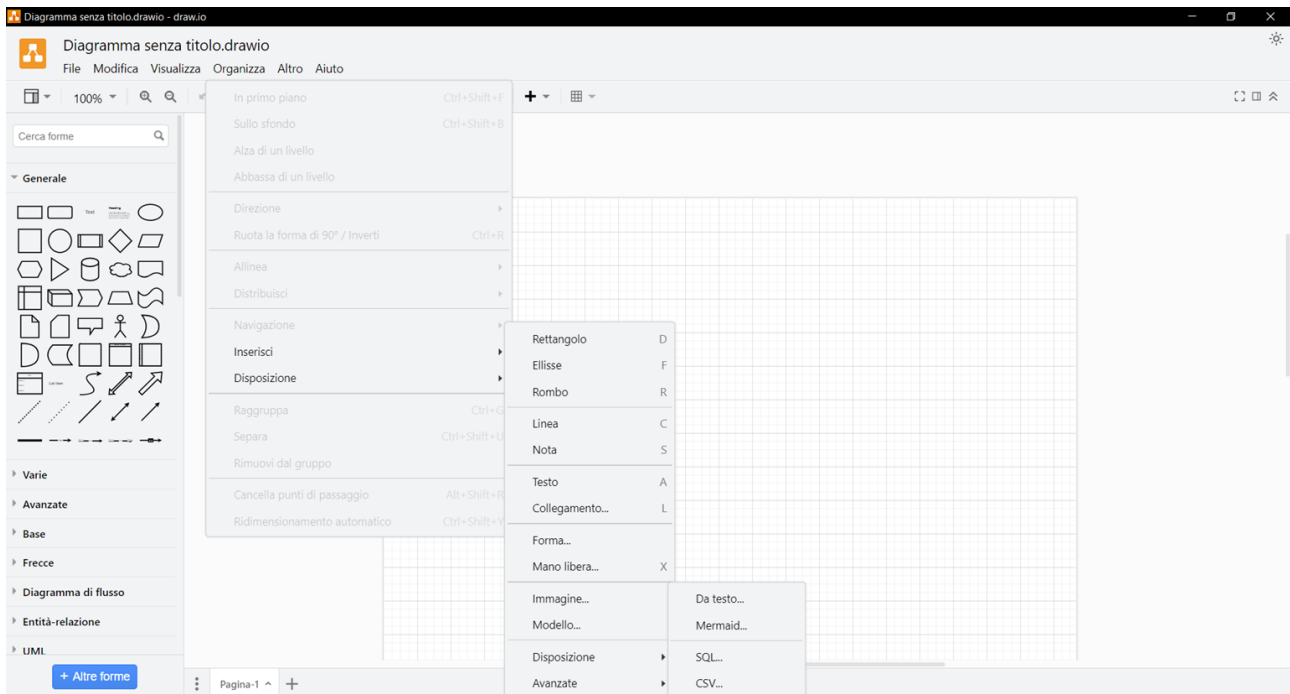 Diagramma senza titolo.drawio - draw.io
Diagramma senza titolo.drawio
File Modifica Visualizza Organizza Altro Aiuto
100%
Cerca forme
Generale
Text
Heading
List Item
Varie
Avanzate
Base
Frecce
Diagramma di flusso
Entità-relazione
UML
+ Altre forme
In primo piano Ctrl+Shift+F
Sullo sfondo Ctrl+Shift+B
Alza di un livello
Abbassa di un livello
Direzione
Ruota la forma di 90° / Inverti Ctrl+R
Allinea
Distribuisci
Navigazione
Inserisci
Disposizione
Raggruppa Ctrl+G
Separa Ctrl+Shift+U
Rimuovi dal gruppo
Cancella punti di passaggio Alt+Shift+R
Ridimensionamento automatico Ctrl+Shift+Y
Rettangolo D
Ellisse F
Rombo R
Linea C
Nota S
Testo A
Collegamento... L
Forma...
Mano libera... X
Immagine...
Modello...
Disposizione
Avanzate
Da testo...
Mermaid...
SQL...
CSV...
Pagina-1